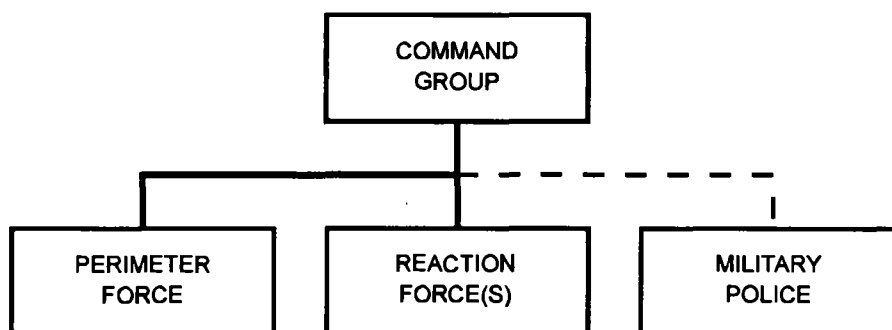 COMMAND
GROUP
PERIMETER
FORCE
REACTION
FORCE(S)
MILITARY
POLICE